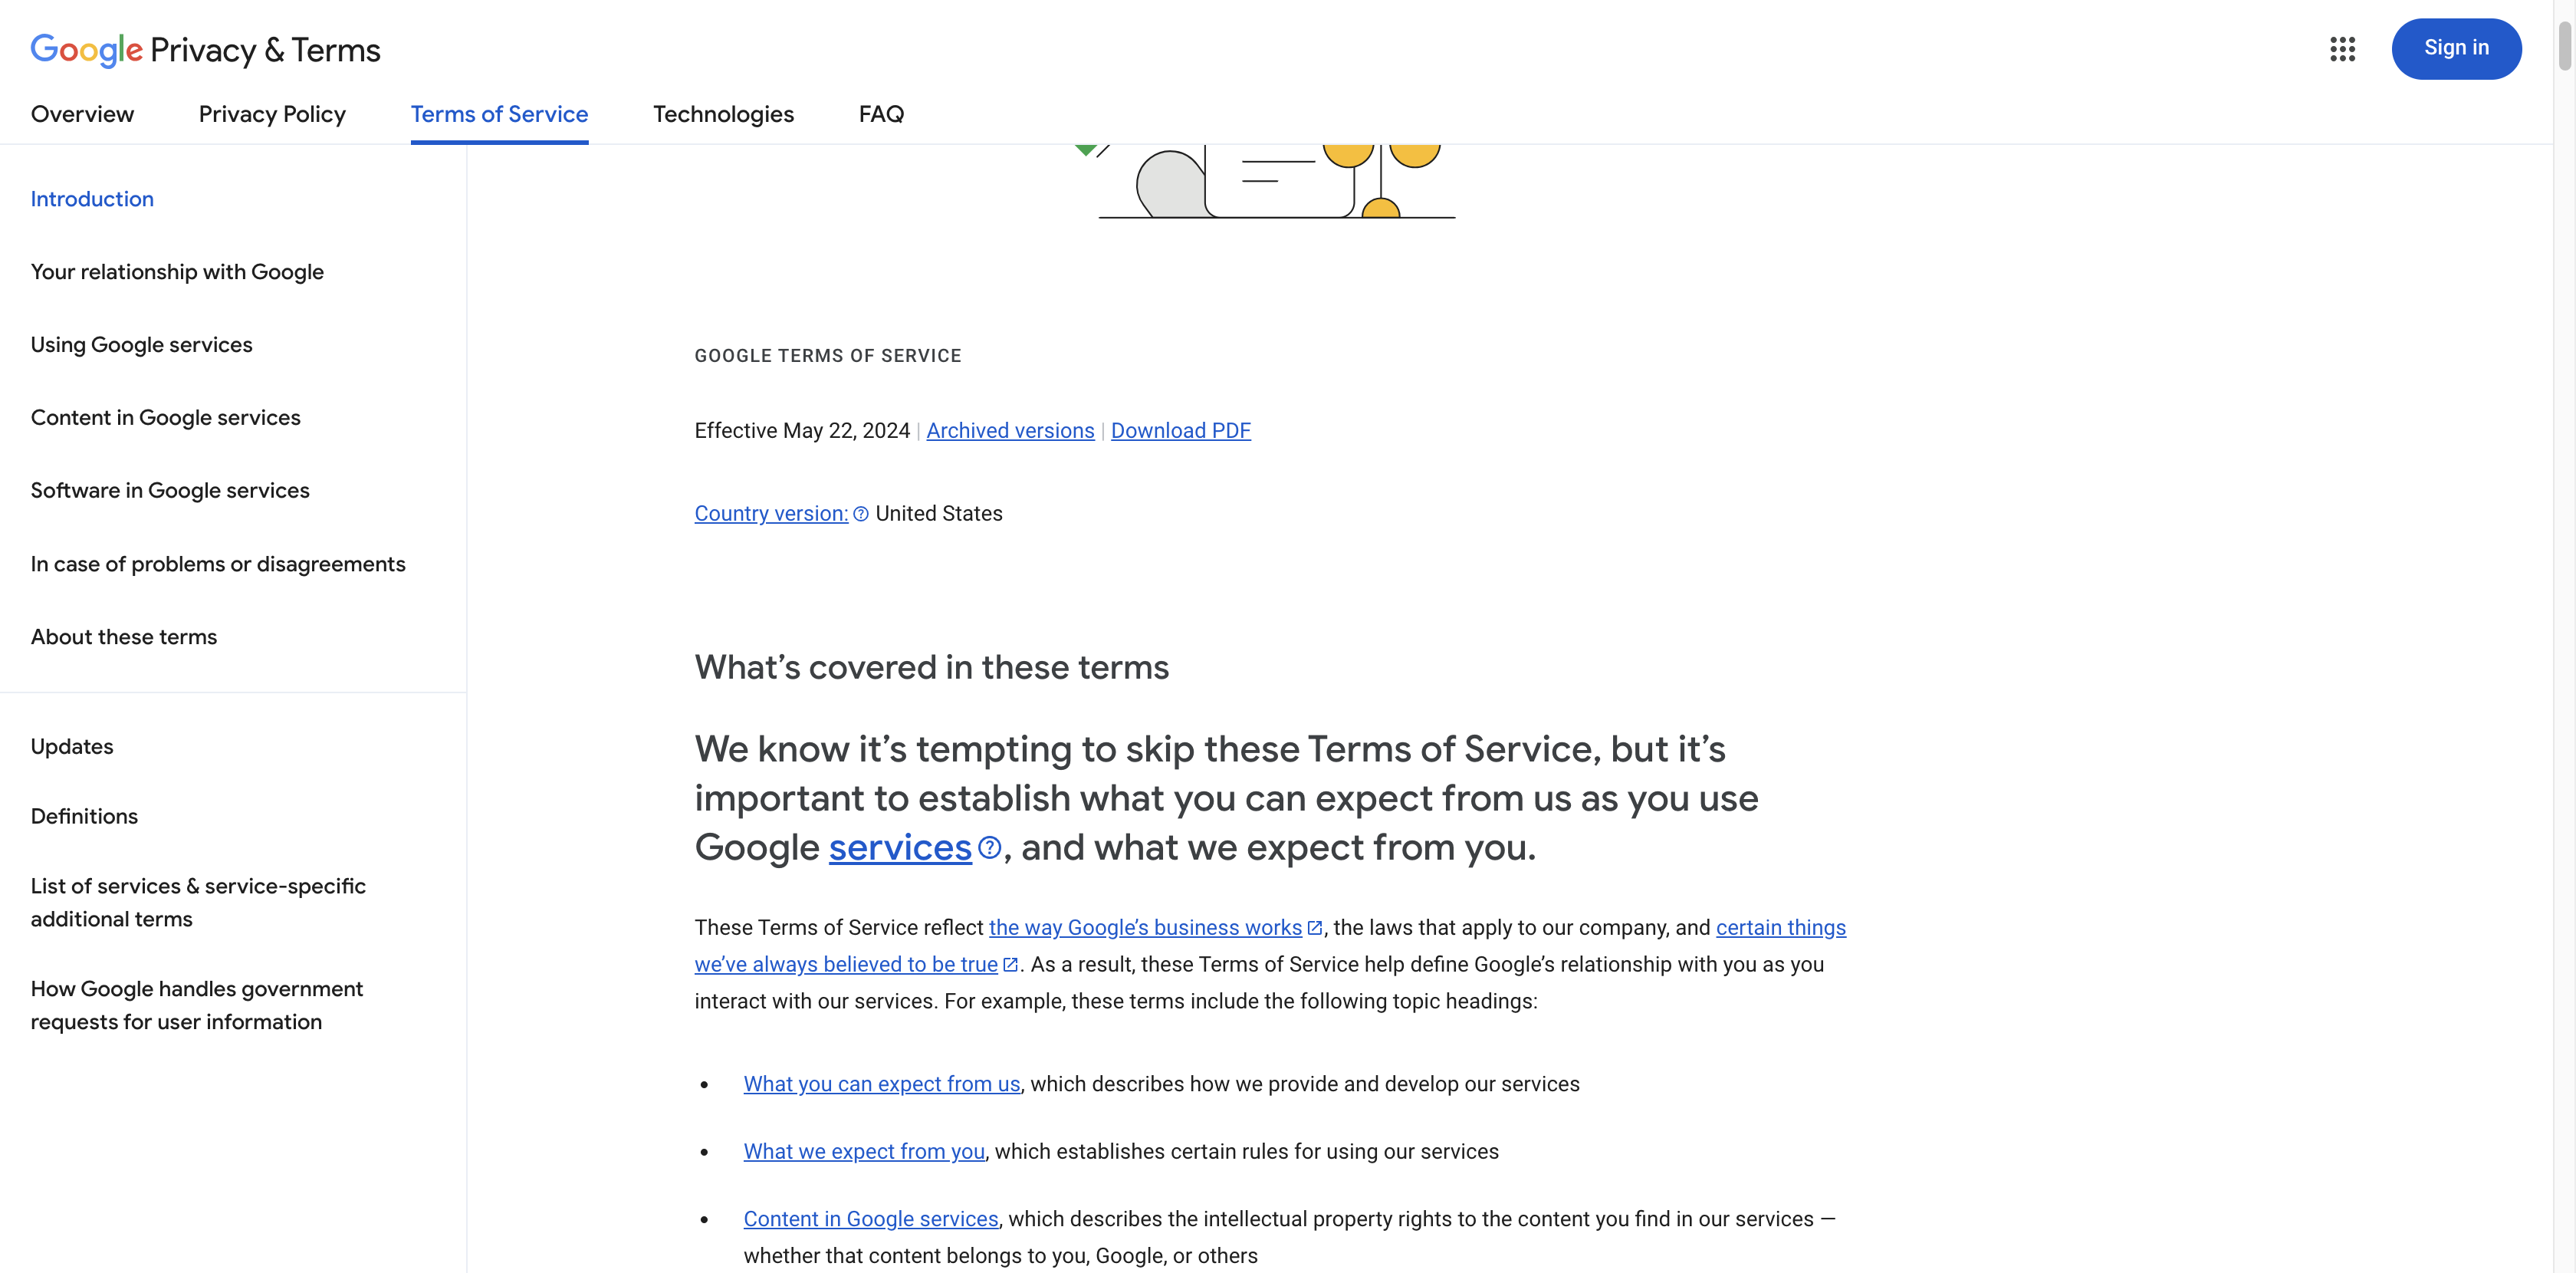 Google Privacy & Terms
Sign in
Overview
Privacy Policy
Terms of Service
Technologies
FAQ
Introduction
Your relationship with Google
Using Google services
Content in Google services
Software in Google services
In case of problems or disagreements
About these terms
Updates
Definitions
List of services & service-specific
additional terms
How Google handles government
requests for user information
GOOGLE TERMS OF SERVICE
Effective May 22, 2024 | Archived versions | Download PDF
Country version: United States
What’s covered in these terms
We know it’s tempting to skip these Terms of Service, but it’s
important to establish what you can expect from us as you use
Google services, and what we expect from you.
These Terms of Service reflect the way Google’s business works, the laws that apply to our company, and certain things
we’ve always believed to be true. As a result, these Terms of Service help define Google’s relationship with you as you
interact with our services. For example, these terms include the following topic headings:
• What you can expect from us, which describes how we provide and develop our services
• What we expect from you, which establishes certain rules for using our services
• Content in Google services, which describes the intellectual property rights to the content you find in our services —
whether that content belongs to you, Google, or others